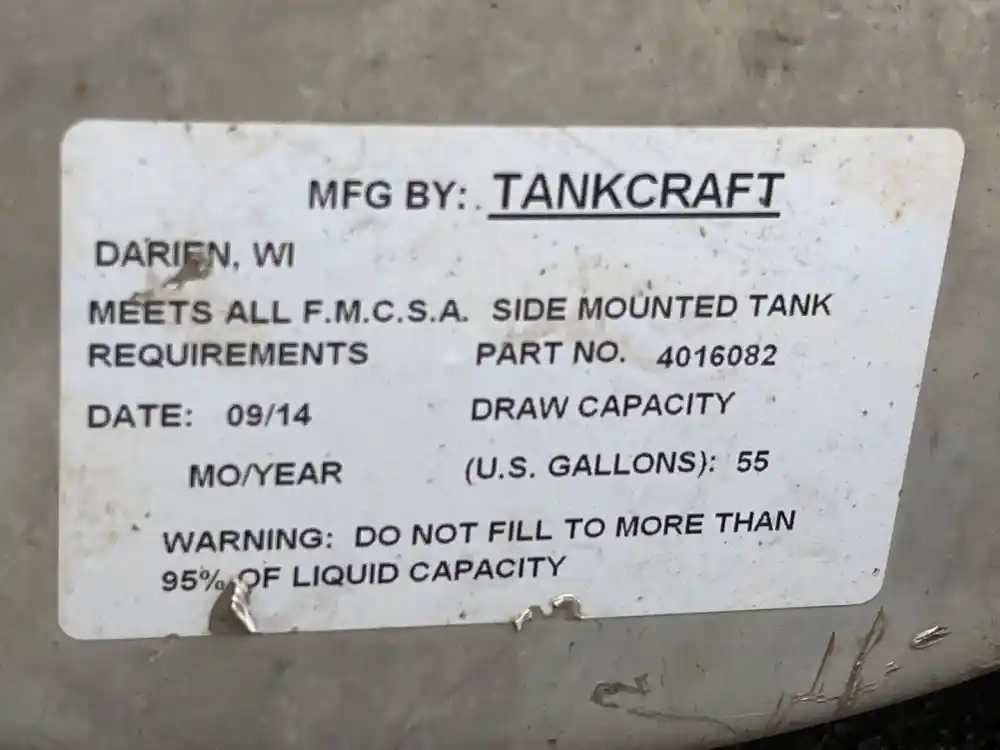 MFG BY: TANKCRAFT
DARIEN, WI
MEETS ALL F.M.C.S.A. SIDE MOUNTED TANK
REQUIREMENTS PART NO. 4016082
DATE: 09/14 DRAW CAPACITY
MO/YEAR (U.S. GALLONS): 55
WARNING: DO NOT FILL TO MORE THAN
95% OF LIQUID CAPACITY